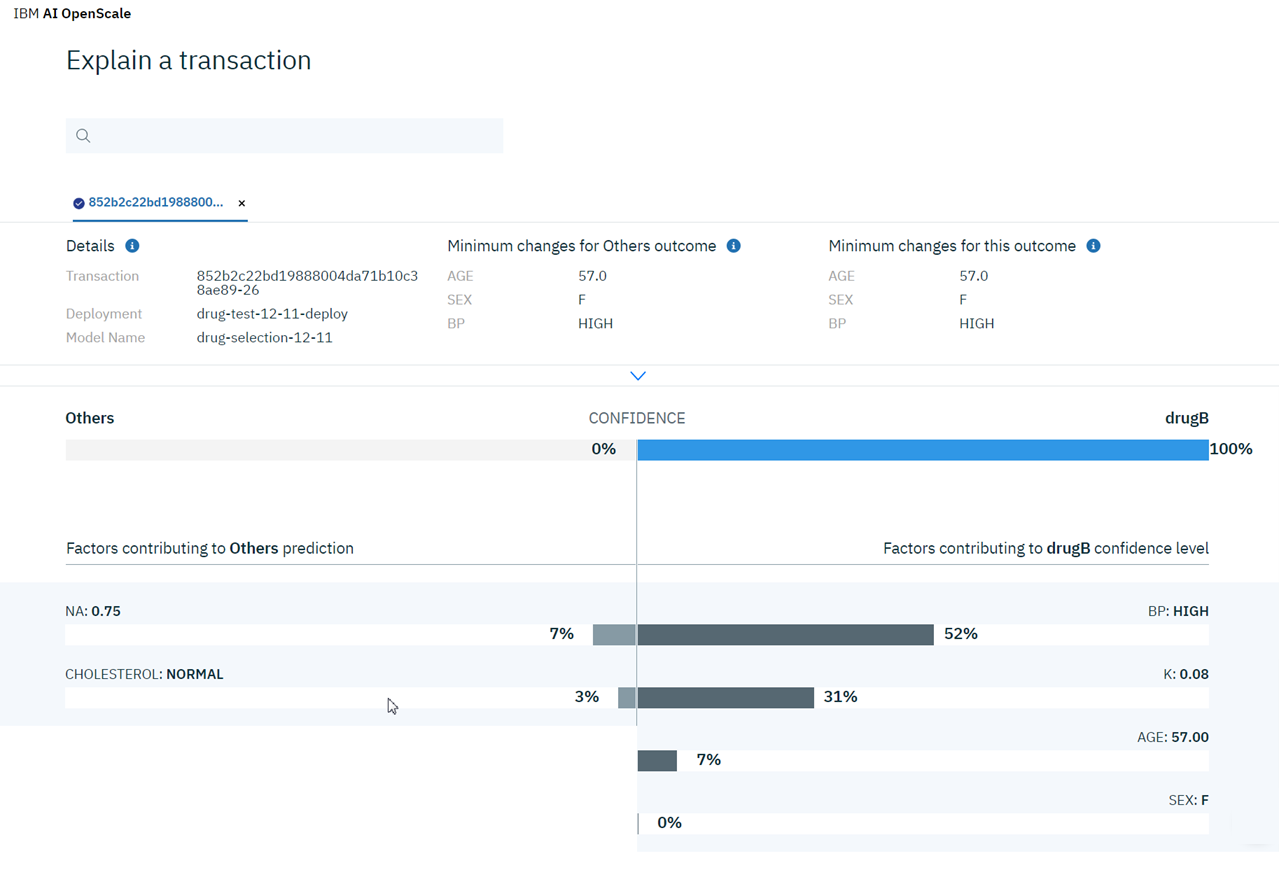 IBM AI OpenScale
Explain a transaction
852b2c22bd1988800... ×
Details
Transaction 852b2c22bd19888004da71b10c3
8ae89-26
Deployment drug-test-12-11-deploy
Model Name drug-selection-12-11
Minimum changes for Others outcome
AGE 57.0
SEX F
BP HIGH
Minimum changes for this outcome
AGE 57.0
SEX F
BP HIGH
Others CONFIDENCE drugB
0% 100%
Factors contributing to Others prediction
Factors contributing to drugB confidence level
NA: 0.75 BP: HIGH
7% 52%
CHOLESTEROL: NORMAL K: 0.08
3% 31%
AGE: 57.00
7%
SEX: F
0%